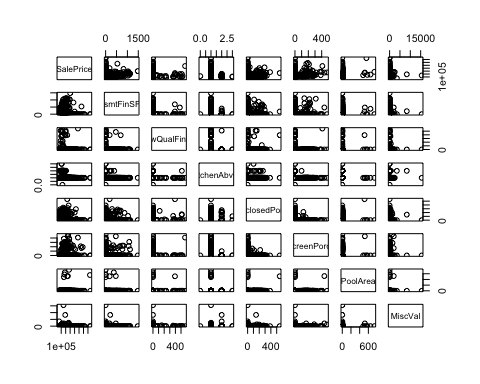 0 1500 0.0 2.5 0 400 0 15000
SalePrice
1e+05
0
smtFinSF
wQualFin
0
0.0
tchenAbv
closedPo
0
0
creenPorc
PoolArea
0
0
MiscVal
1e+05 0 400 0 400 0 600